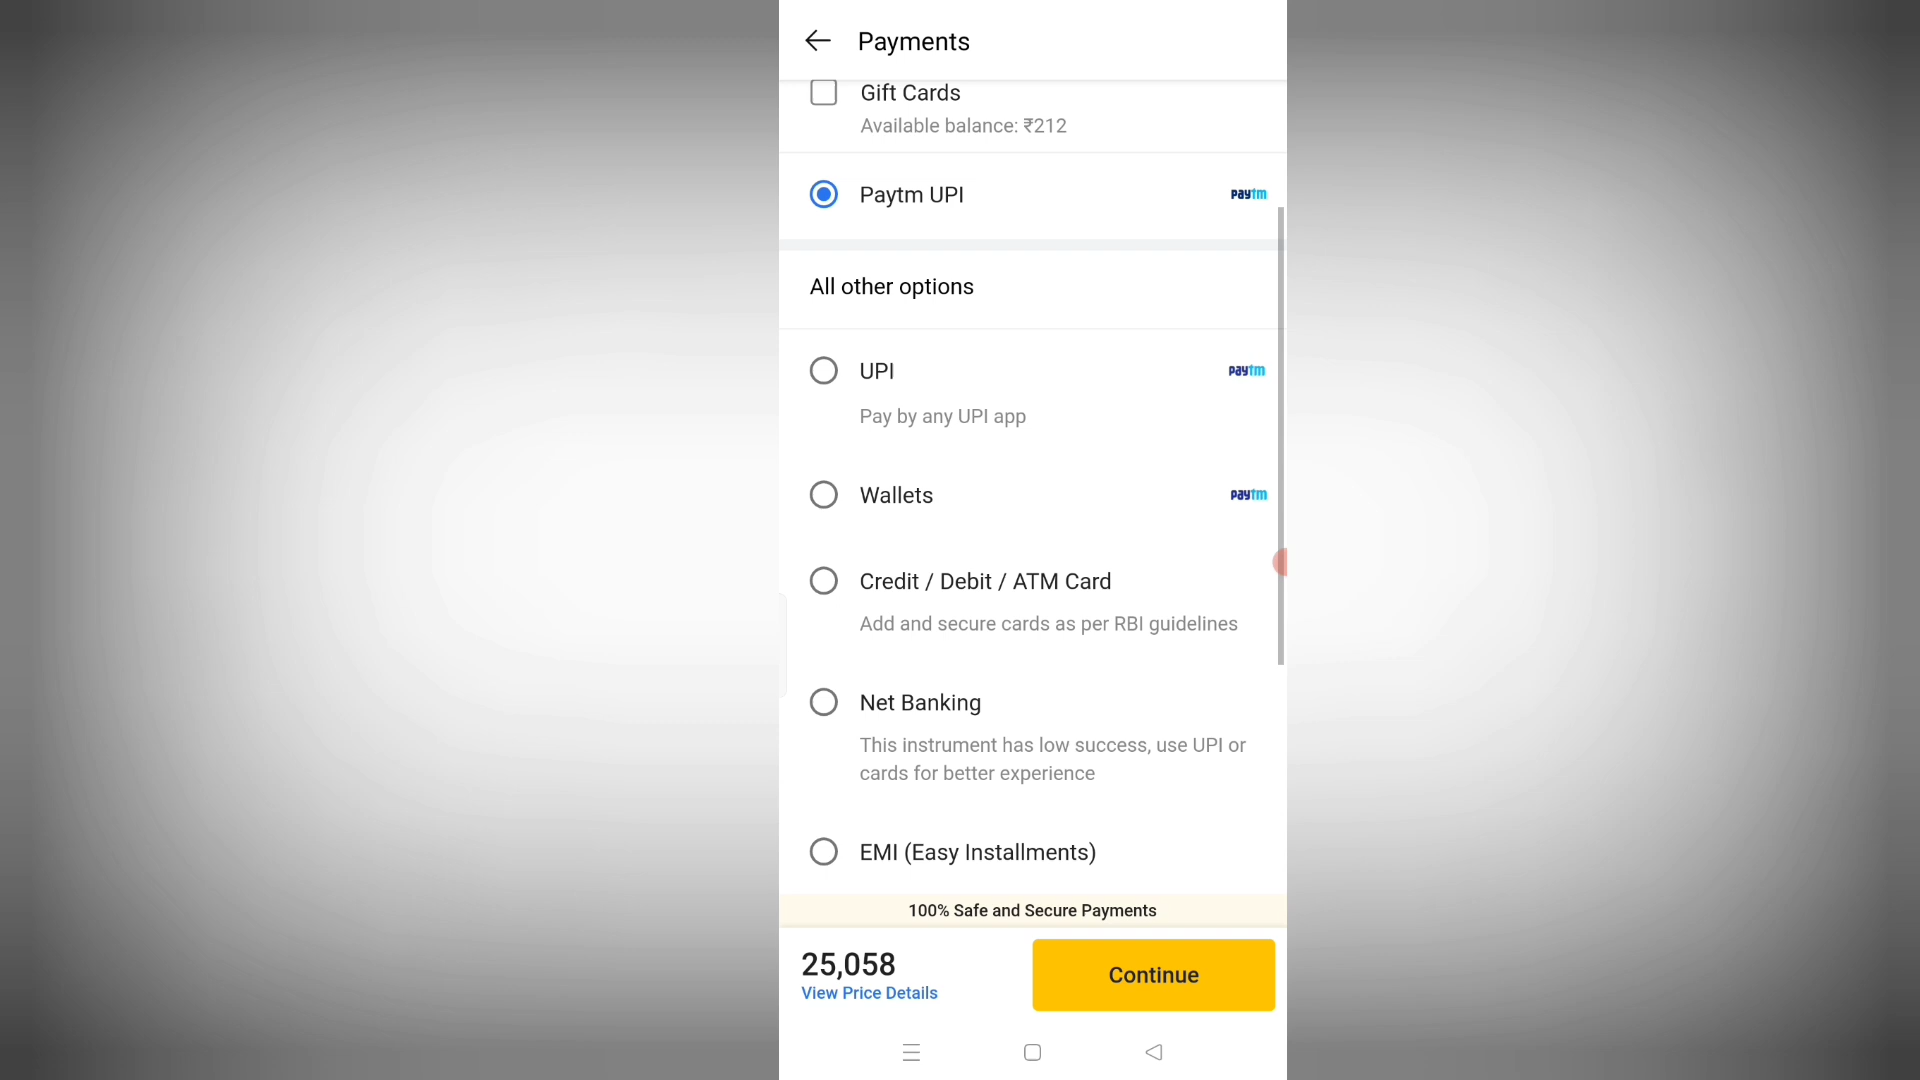 Payments
Gift Cards
Available balance: ₹212
Paytm UPI
paytm
All other options
UPI
paytm
Pay by any UPI app
Wallets
paytm
Credit / Debit / ATM Card
Add and secure cards as per RBI guidelines
Net Banking
This instrument has low success, use UPI or
cards for better experience
EMI (Easy Installments)
100% Safe and Secure Payments
25,058
View Price Details
Continue